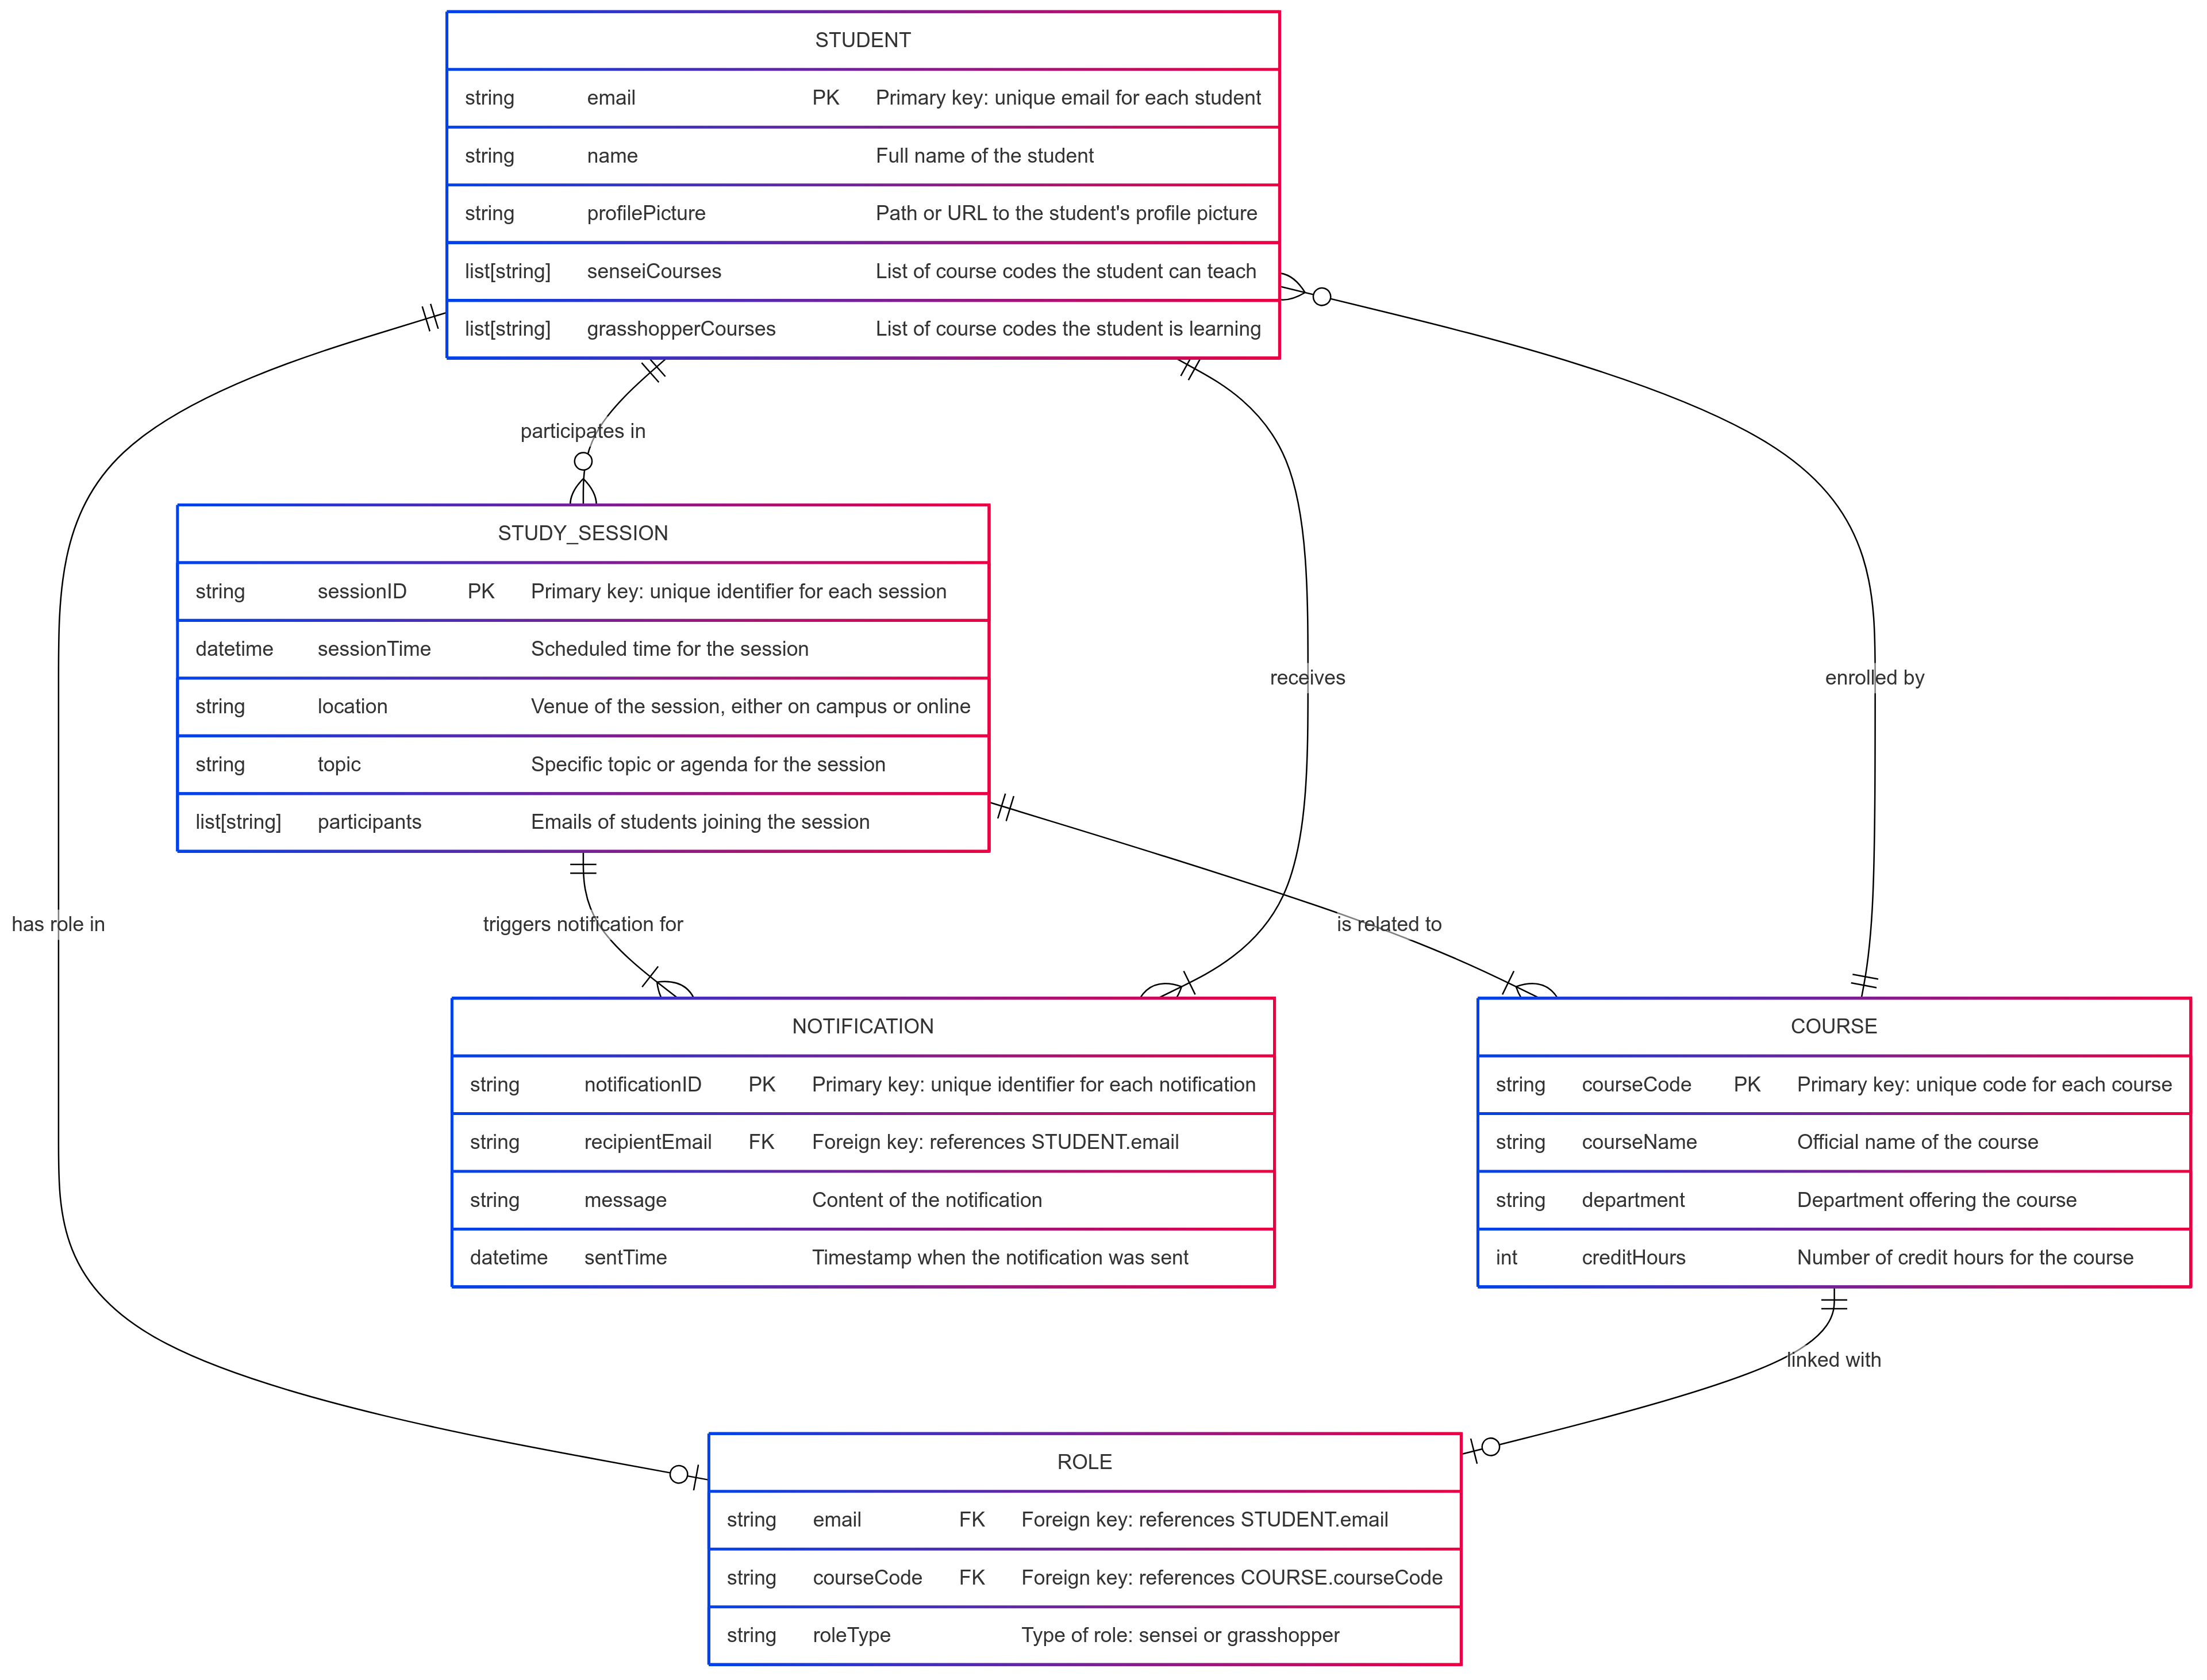 STUDENT
string email PK Primary key: unique email for each student
string name Full name of the student
string profilePicture Path or URL to the student's profile picture
list[string] senseiCourses List of course codes the student can teach
list[string] grasshopperCourses List of course codes the student is learning
participates in
STUDY_SESSION
string sessionID PK Primary key: unique identifier for each session
datetime sessionTime Scheduled time for the session
string location Venue of the session, either on campus or online
string topic Specific topic or agenda for the session
list[string] participants Emails of students joining the session
receives
enrolled by
has role in
triggers notification for
is related to
NOTIFICATION
string notificationID PK Primary key: unique identifier for each notification
string recipientEmail FK Foreign key: references STUDENT.email
string message Content of the notification
datetime sentTime Timestamp when the notification was sent
COURSE
string courseCode PK Primary key: unique code for each course
string courseName Official name of the course
string department Department offering the course
int creditHours Number of credit hours for the course
linked with
ROLE
string email FK Foreign key: references STUDENT.email
string courseCode FK Foreign key: references COURSE.courseCode
string roleType Type of role: sensei or grasshopper